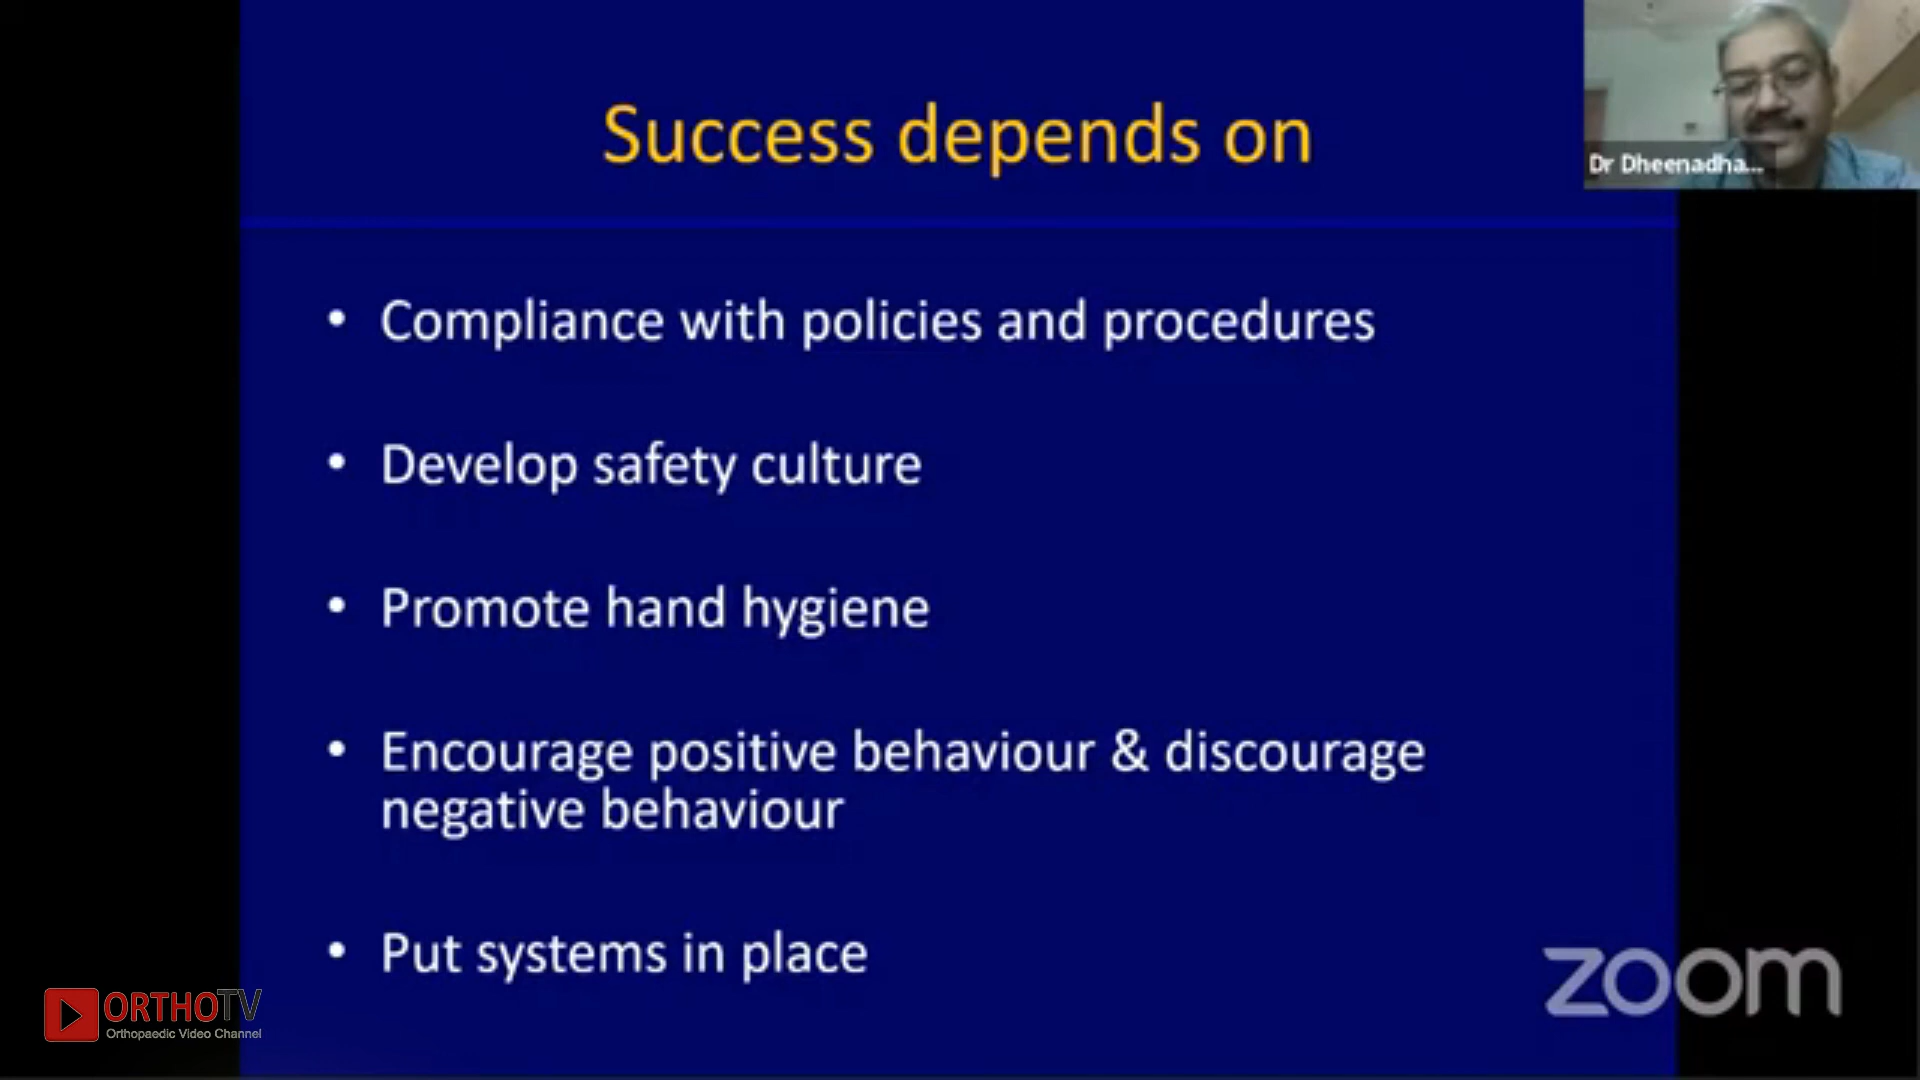 Success depends on
Dr Dheenadha...
• Compliance with policies and procedures
• Develop safety culture
• Promote hand hygiene
• Encourage positive behaviour & discourage
negative behaviour
• Put systems in place
ORTHOTV
Orthopaedic Video Channel
zoom